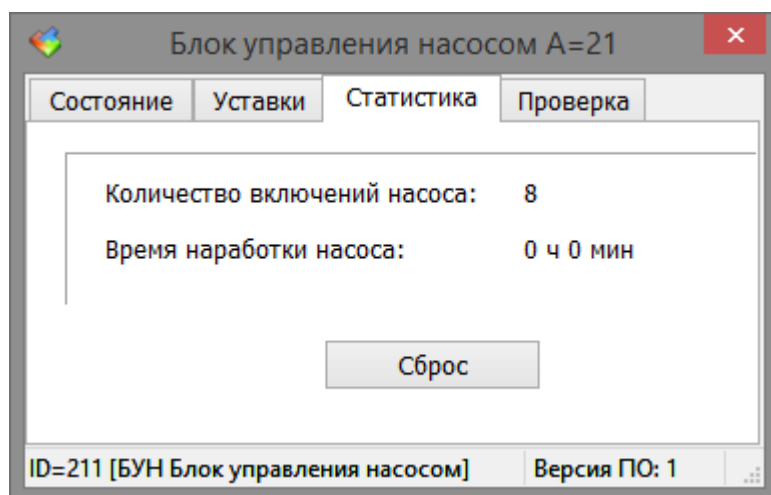 Блок управления насосом A=21
Состояние Уставки Статистика Проверка
Количество включений насоса: 8
Время наработки насоса: 0 ч 0 мин
Сброс
ID=211 [БУН Блок управления насосом] Версия ПО: 1